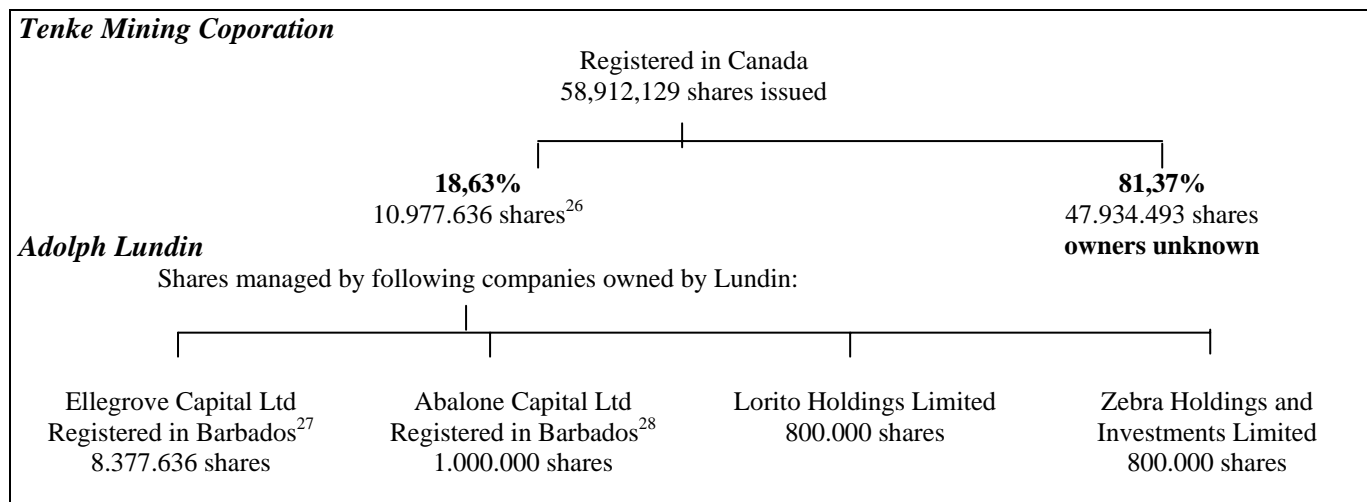 Tenke Mining Coporation
Registered in Canada
58,912,129 shares issued
18,63%
10.977.636 shares26
81,37%
47.934.493 shares
owners unknown
Adolph Lundin
Shares managed by following companies owned by Lundin:
Ellegrove Capital Ltd
Registered in Barbados27
8.377.636 shares
Abalone Capital Ltd
Registered in Barbados28
1.000.000 shares
Lorito Holdings Limited
800.000 shares
Zebra Holdings and
Investments Limited
800.000 shares